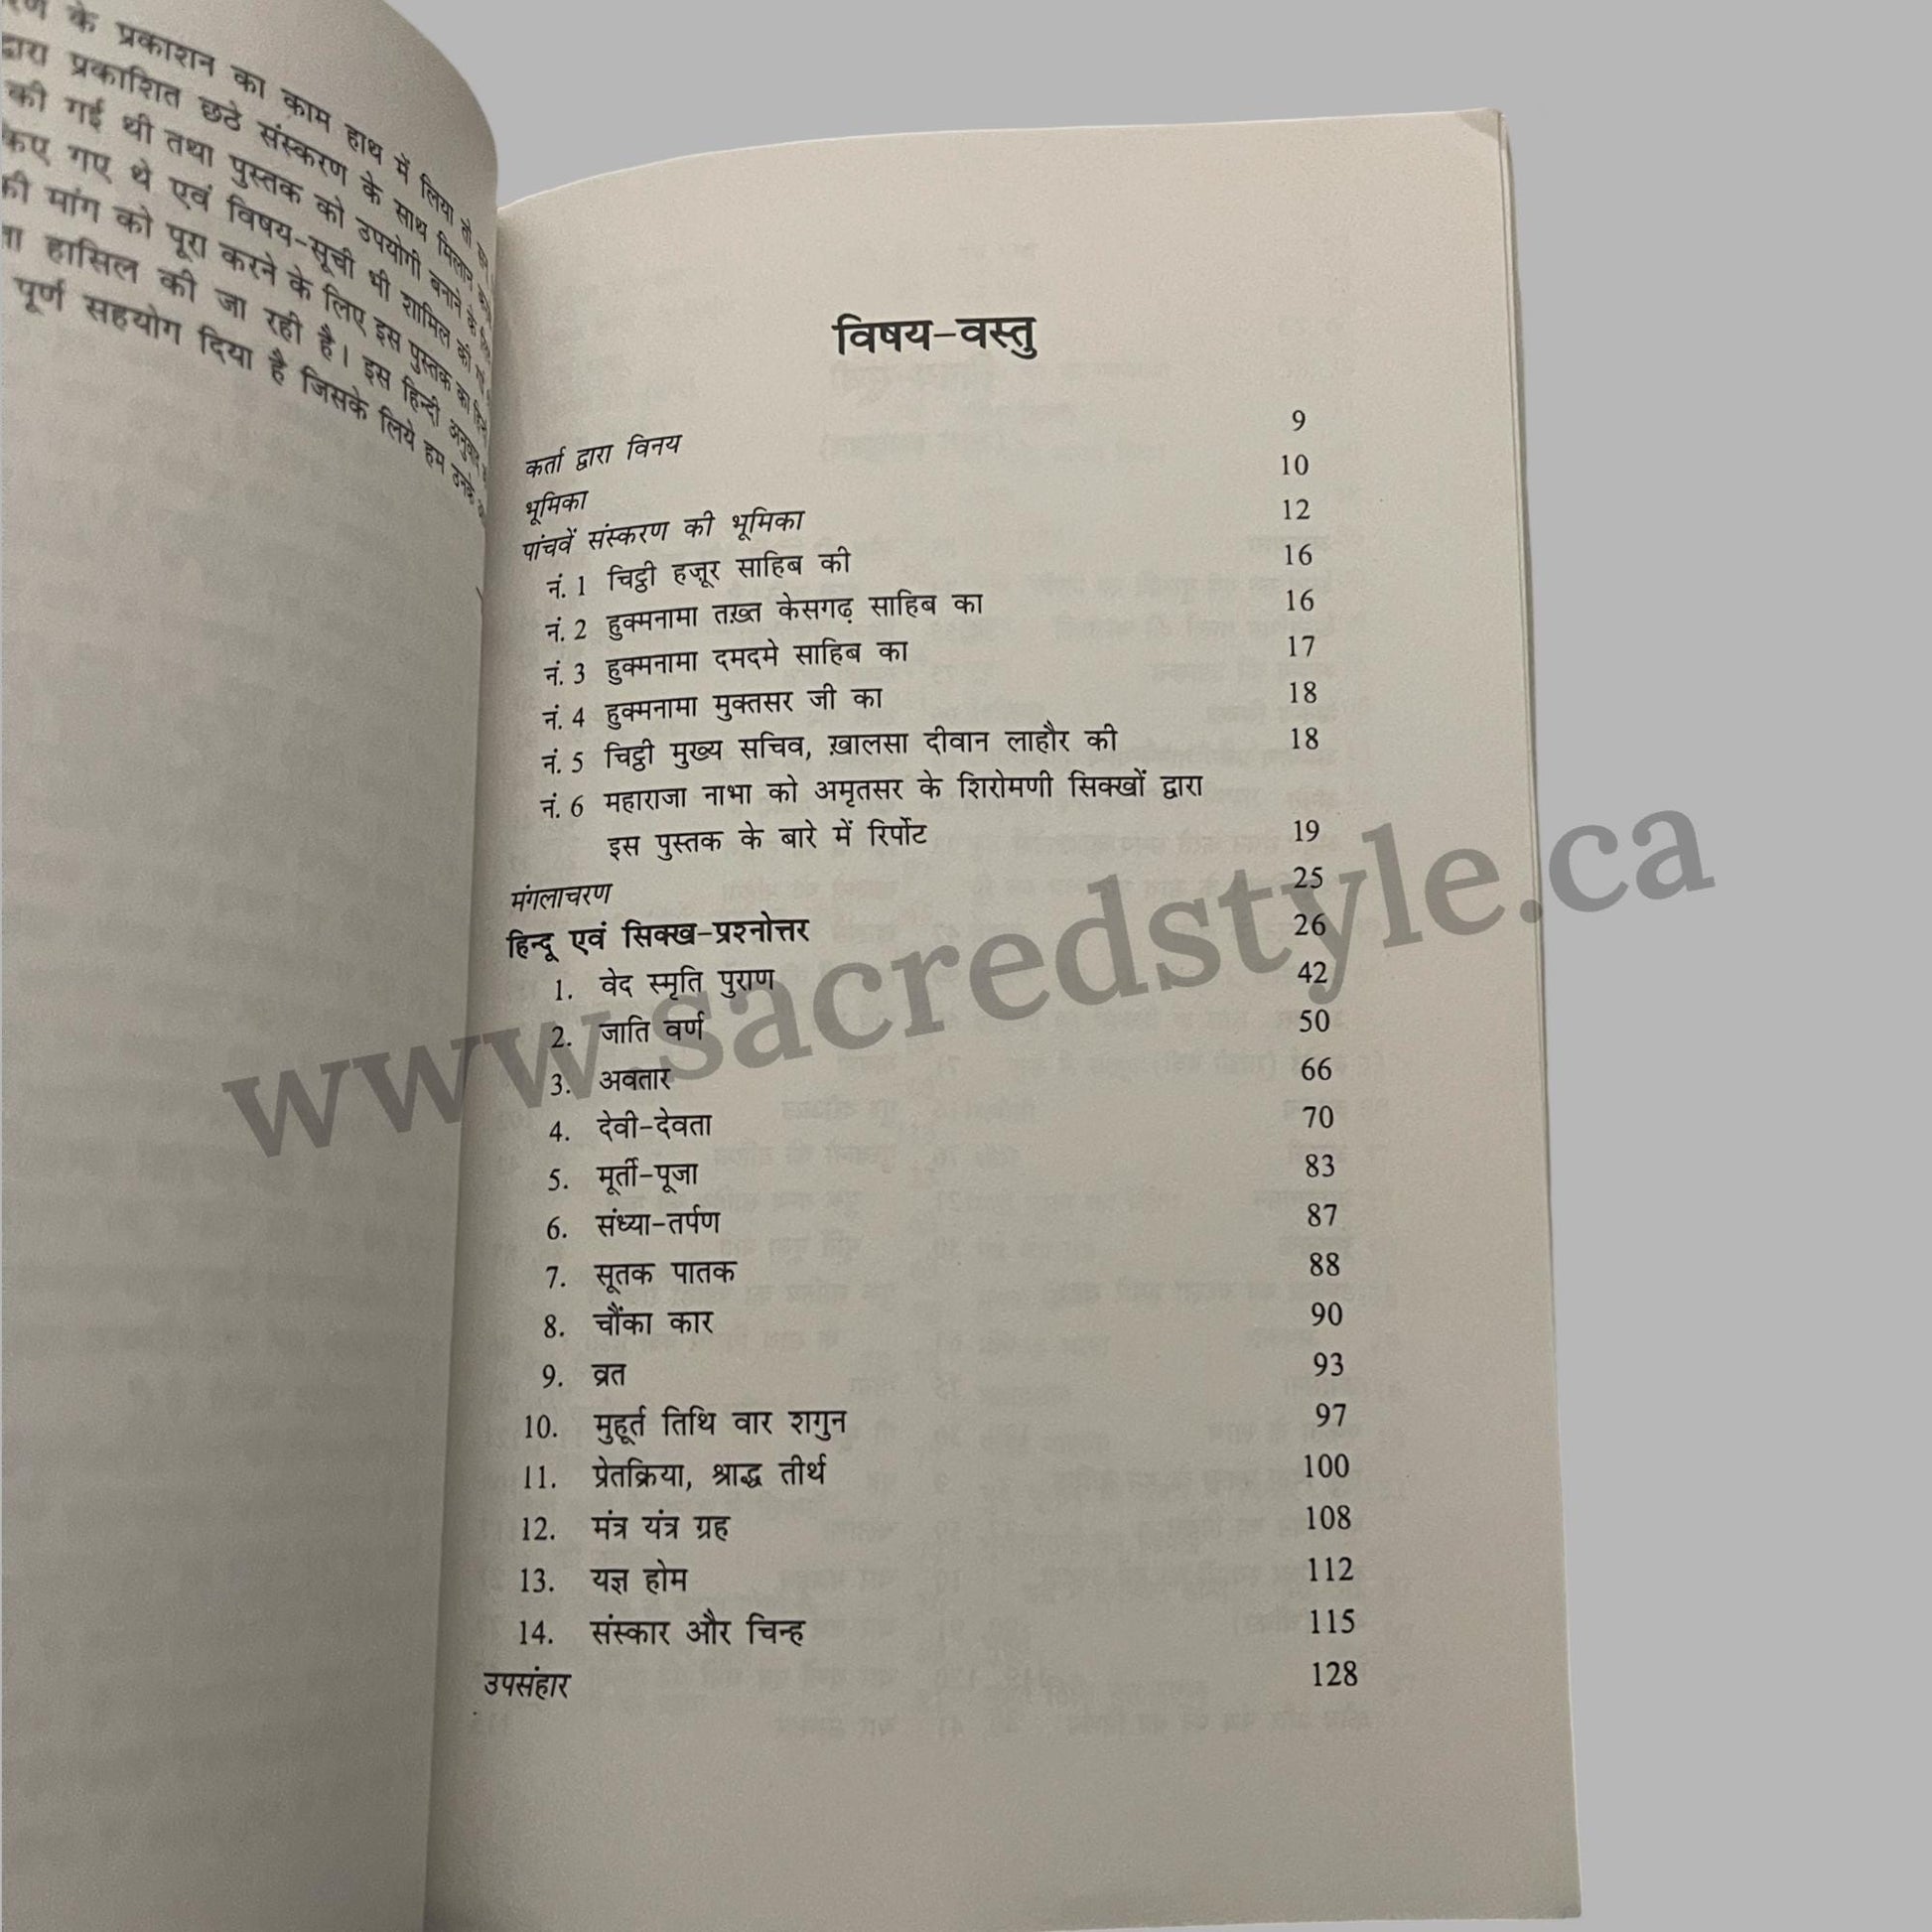 के प्रकाशन का काम हाथ में लिया तो
द्वारा प्रकाशित छठे संस्करण के साथ मिलान
की गई थी तथा पुस्तक को उपयोगी बनाने के
किए गए थे एवं विषय-सूची भी शामिल की
की मांग को पूरा करने के लिए इस पुस्तक का
हासिल की जा रही है। इस हिन्दी अनुवाद
पूर्ण सहयोग दिया है जिसके लिये हम उनके
विषय-वस्तु
कर्ता द्वारा विनय 9
भूमिका 10
पांचवें संस्करण की भूमिका 12
नं. 1 चिट्ठी हजूर साहिब की 16
नं. 2 हुक्मनामा तख़्त केसगढ़ साहिब का 16
नं. 3 हुक्मनामा दमदमे साहिब का 17
नं. 4 हुक्मनामा मुक्तसर जी का 18
नं. 5 चिट्ठी मुख्य सचिव, ख़ालसा दीवान लाहौर की 18
नं. 6 महाराजा नाभा को अमृतसर के शिरोमणी सिक्खों द्वारा
इस पुस्तक के बारे में रिर्पोट 19
मंगलाचरण 25
हिन्दू एवं सिक्ख-प्रश्नोत्तर 26
1. वेद स्मृति पुराण 42
2. जाति वर्ण 50
3. अवतार 66
4. देवी-देवता 70
5. मूर्ती-पूजा 83
6. संध्या-तर्पण 87
7. सूतक पातक 88
8. चौंका कार 90
9. व्रत 93
10. मुहूर्त तिथि वार शगुन 97
11. प्रेतक्रिया, श्राद्ध तीर्थ 100
12. मंत्र यंत्र ग्रह 108
13. यज्ञ होम 112
14. संस्कार और चिन्ह 115
उपसंहार 128
www.sacredstyle.ca